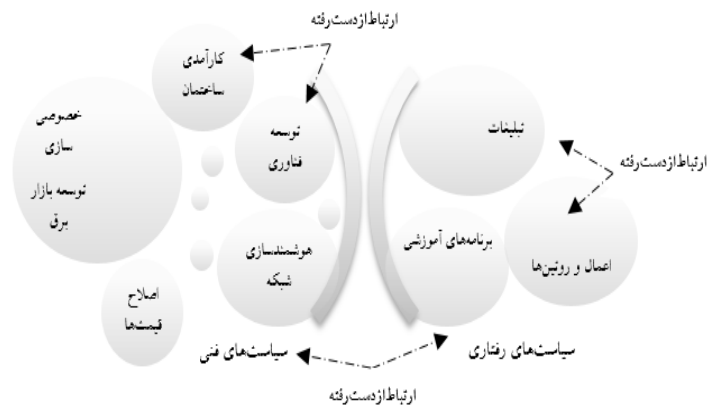 ارتباط‌ازدست‌رفته
کارآمدی
ساختمان
خصوصی
سازی
توسعه بازار
برق
توسعه
فناوری
تبلیغات
ارتباط‌ازدست‌رفته
هوشمندسازی
شبکه
برنامه‌های آموزشی
اعمال و روتین‌ها
اصلاح
قیمت‌ها
سیاست‌های رفتاری
سیاست‌های فنی
ارتباط‌ازدست‌رفته